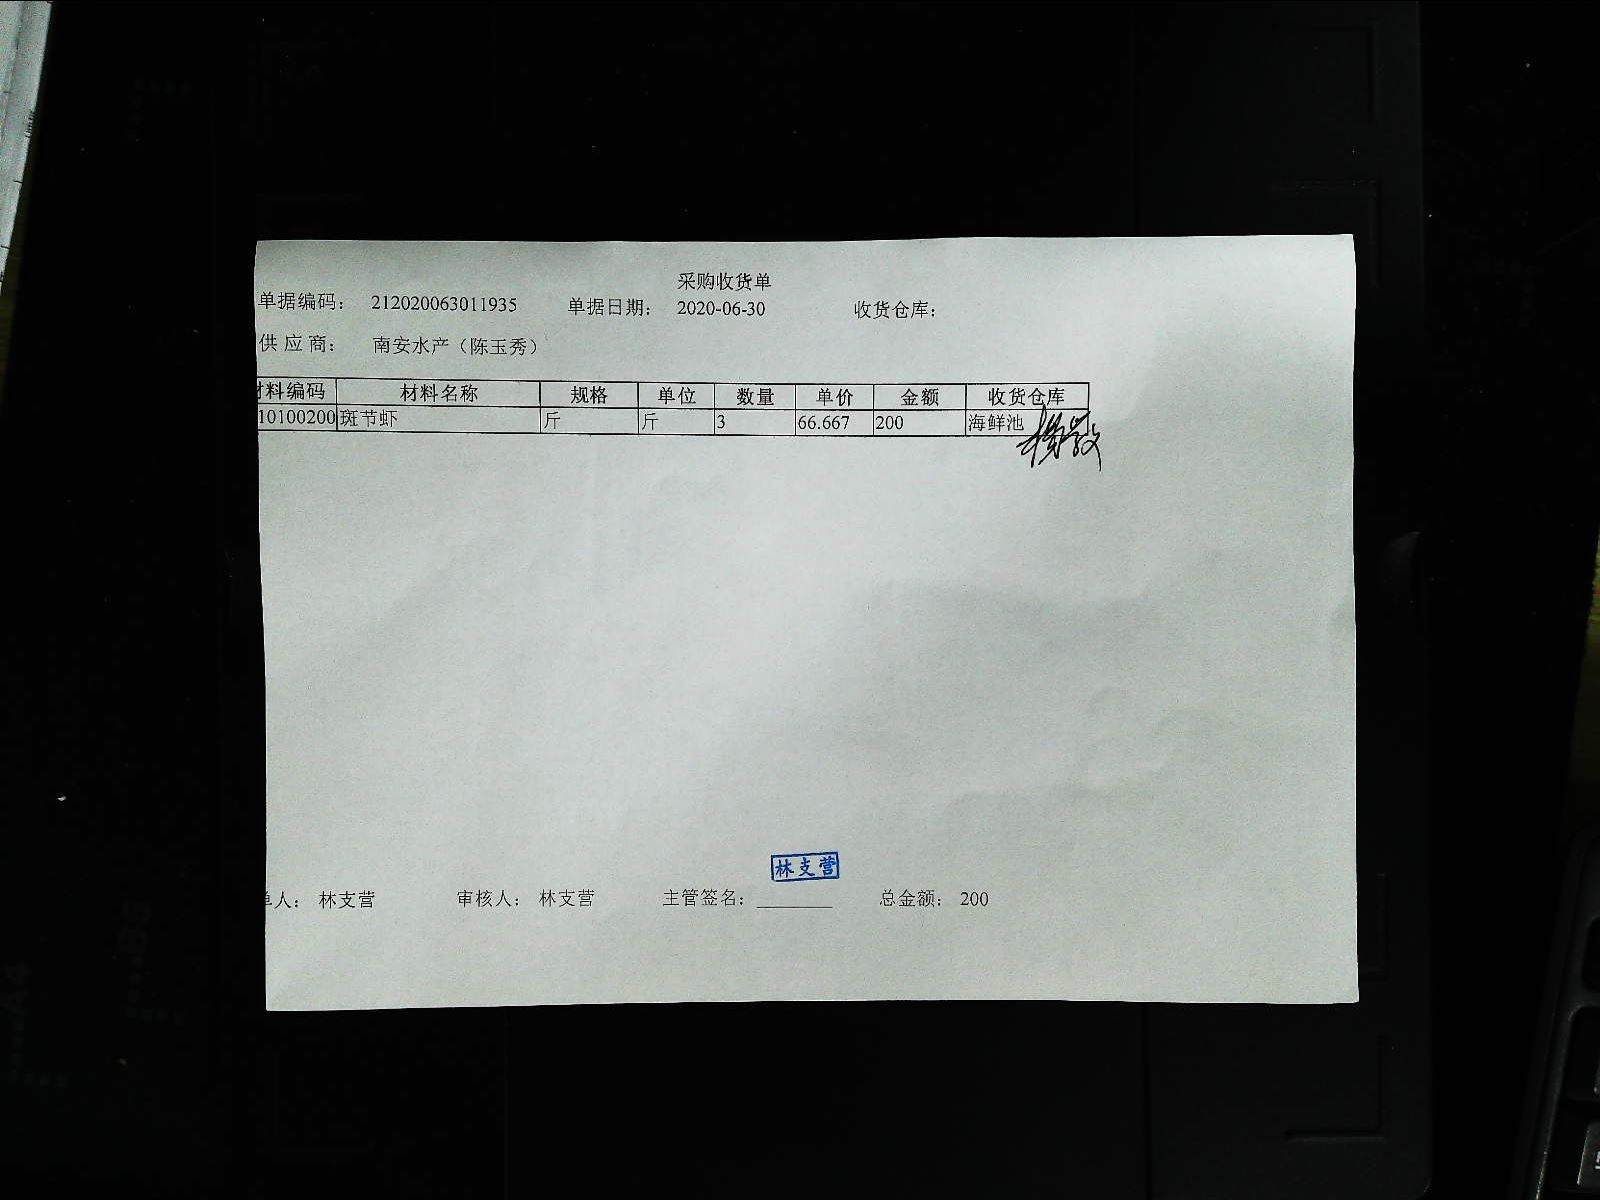 采购收货单
单据编码： 212020063011935 单据日期： 2020-06-30 收货仓库：
供应商： 南安水产（陈玉秀）
材料编码 材料名称 规格 单位 数量 单价 金额 收货仓库
10100200 斑节虾 斤 斤 3 66.667 200 海鲜池
林支营
单人： 林支营 审核人： 林支营 主管签名： 总金额： 200